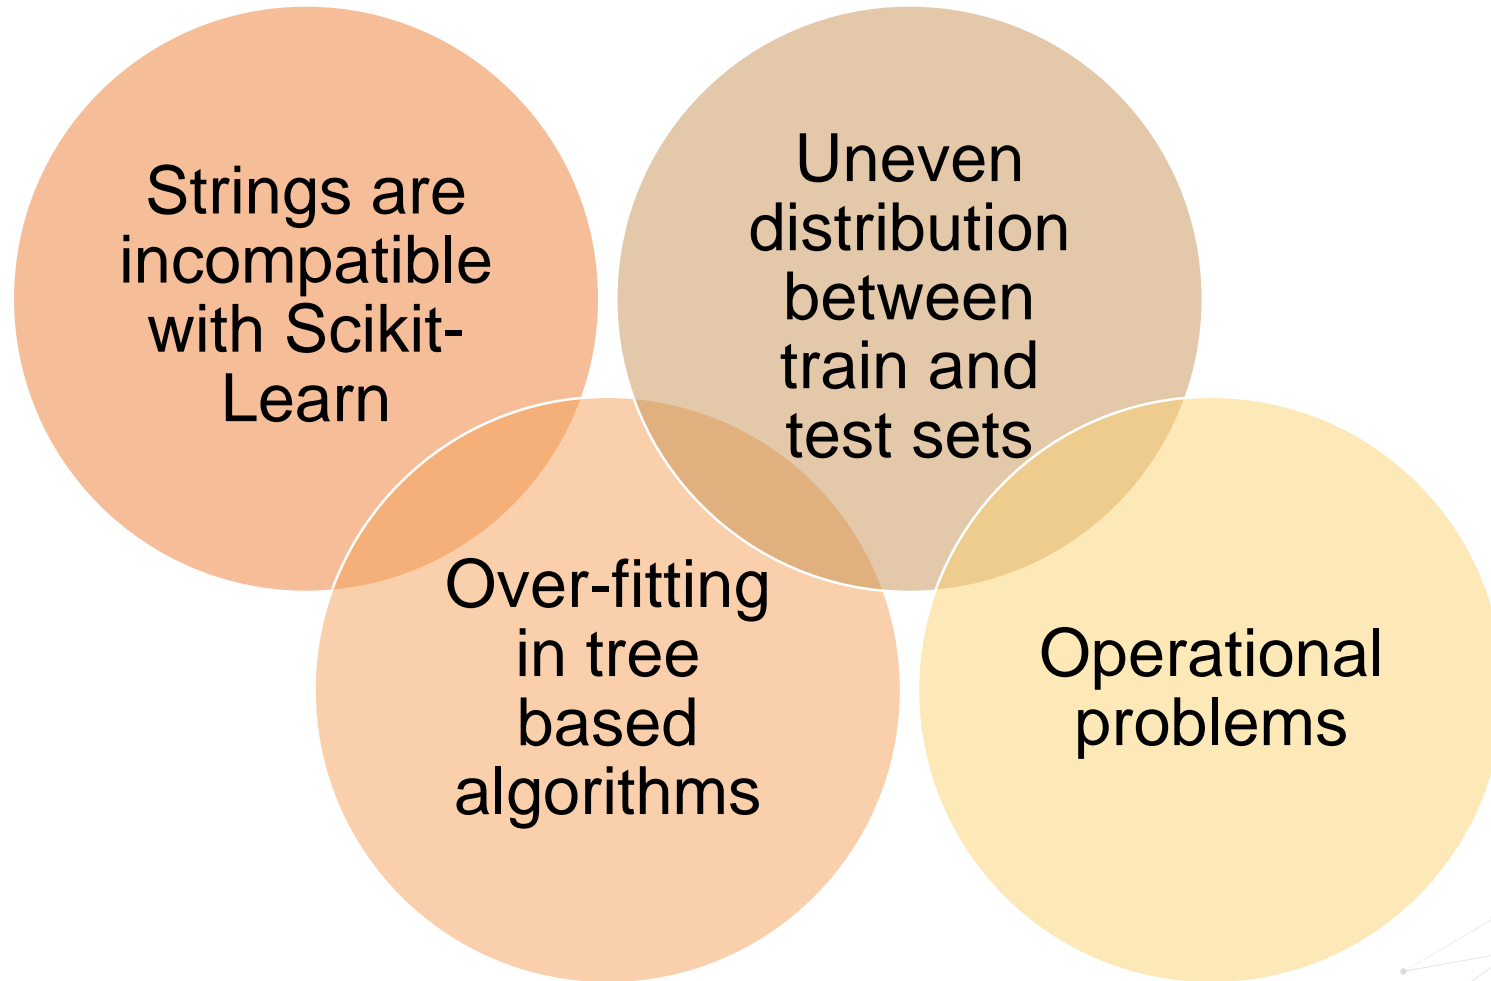 Strings are
incompatible
with Scikit-
Learn
Uneven
distribution
between
train and
test sets
Over-fitting
in tree
based
algorithms
Operational
problems